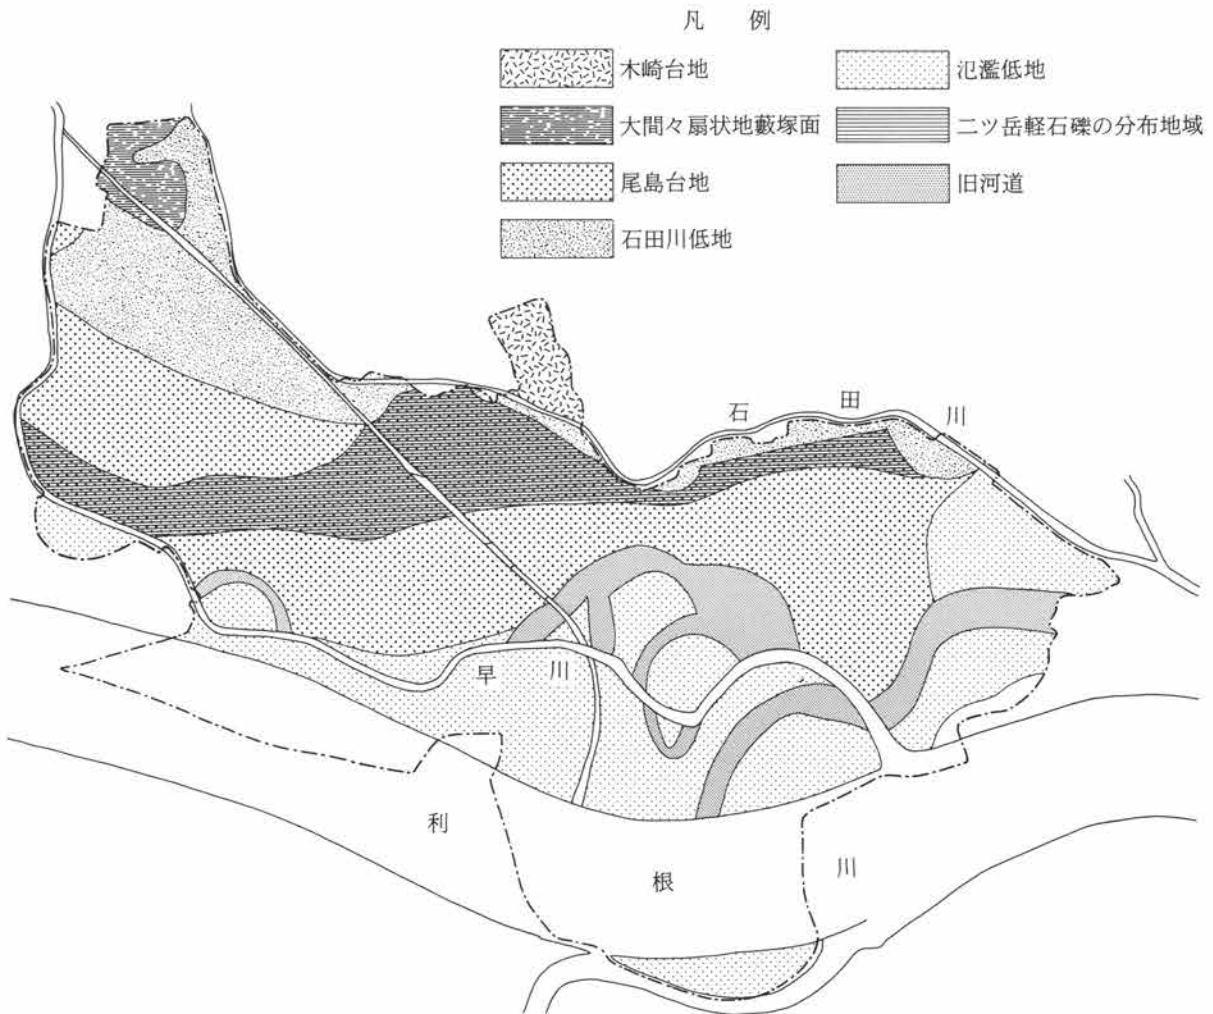 凡 例
木崎台地
大間々扇状地藪塚面
尾島台地
石田川低地
氾濫低地
二ツ岳軽石礫の分布地域
旧河道
石田川
早川
利根川